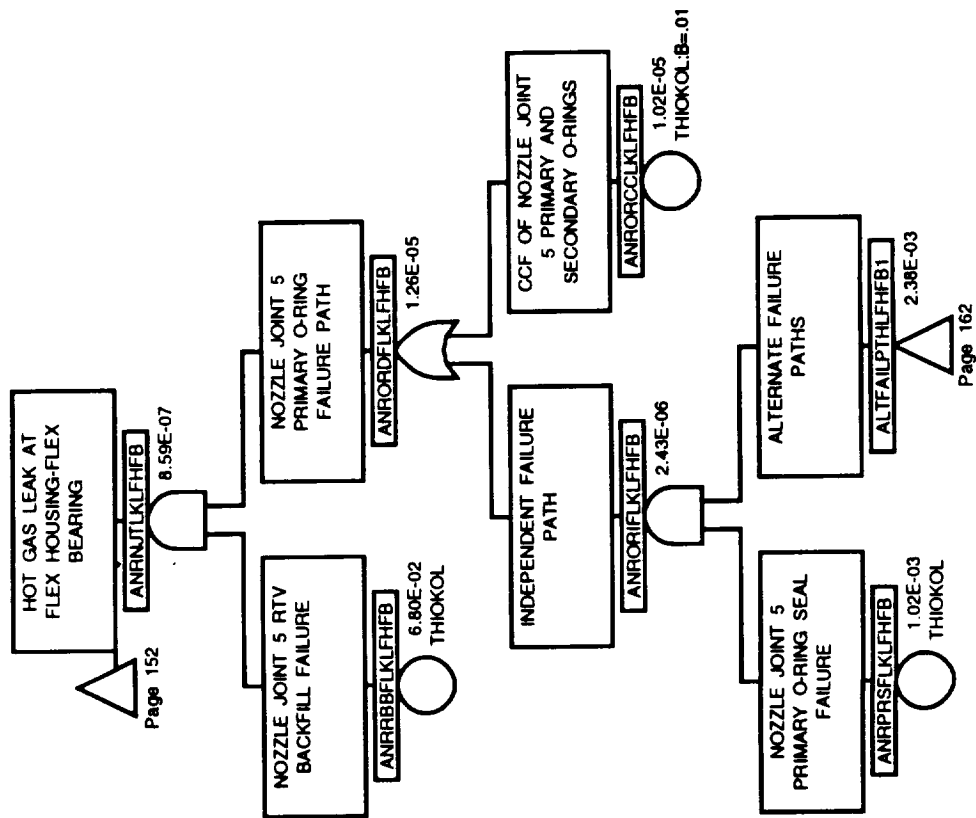 HOT GAS LEAK AT
FLEX HOUSING-FLEX
BEARING
Page 152
ANRNJTLKLFHFB
8.59E-07
NOZZLE JOINT 5 RTV
BACKFILL FAILURE
ANRRBBFLKLFHFB
6.80E-02
THIOKOL
NOZZLE JOINT 5
PRIMARY O-RING
FAILURE PATH
ANRORDFLKLFHFB
1.26E-05
INDEPENDENT FAILURE
PATH
ANRORIFLKLFHFB
2.43E-06
CCF OF NOZZLE JOINT
5 PRIMARY AND
SECONDARY O-RINGS
ANRORCCLKLFHFB
1.02E-05
THIOKOL:B=.01
NOZZLE JOINT 5
PRIMARY O-RING SEAL
FAILURE
ANRPRSFLKLFHFB
1.02E-03
THIOKOL
ALTERNATE FAILURE
PATHS
ALTFAILPTHLFHFB1
2.38E-03
Page 162